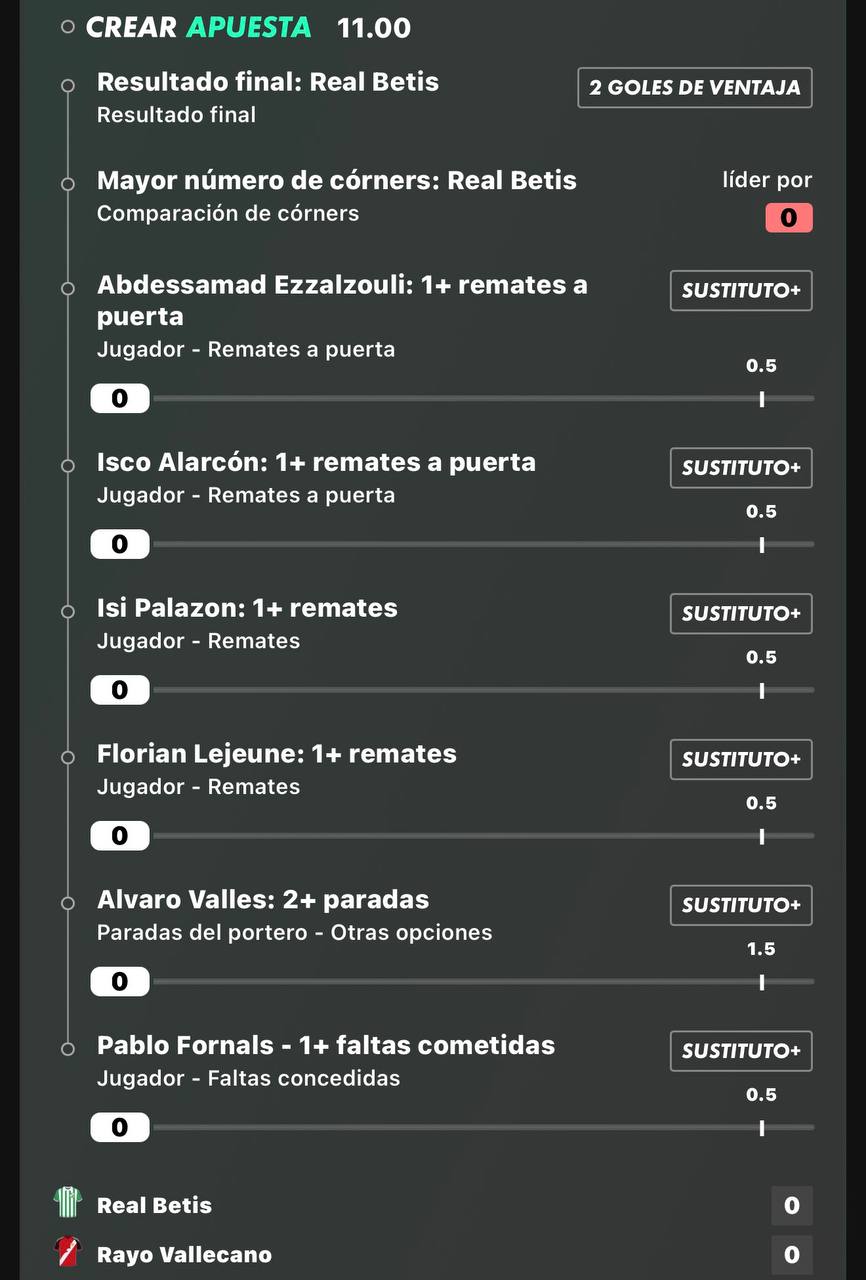 CREAR APUESTA 11.00
Resultado final: Real Betis
2 GOLES DE VENTAJA
Resultado final
Mayor número de córners: Real Betis
líder por
Comparación de córners
0
Abdessamad Ezzalzouli: 1+ remates a
puerta
SUSTITUTO+
Jugador - Remates a puerta
0.5
0
Isco Alarcón: 1+ remates a puerta
SUSTITUTO+
Jugador - Remates a puerta
0.5
0
Isi Palazon: 1+ remates
SUSTITUTO+
Jugador - Remates
0.5
0
Florian Lejeune: 1+ remates
SUSTITUTO+
Jugador - Remates
0.5
0
Alvaro Valles: 2+ paradas
SUSTITUTO+
Paradas del portero - Otras opciones
1.5
0
Pablo Fornals - 1+ faltas cometidas
SUSTITUTO+
Jugador - Faltas concedidas
0.5
0
Real Betis 0
Rayo Vallecano 0